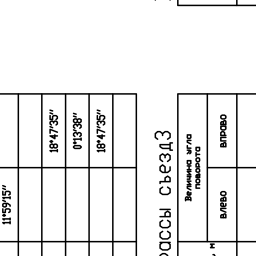 18°47'35"
0°13'38"
18°47'35"
11°59'15"
рассы съезд3
Величина угла
поворота
вправо
влево
, м